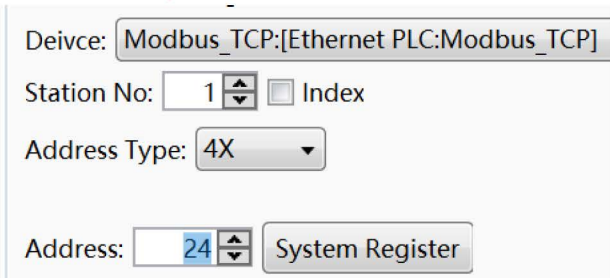 Deivce: Modbus_TCP:[Ethernet PLC:Modbus_TCP]
Station No: 1 Index
Address Type: 4X
Address: 24 System Register